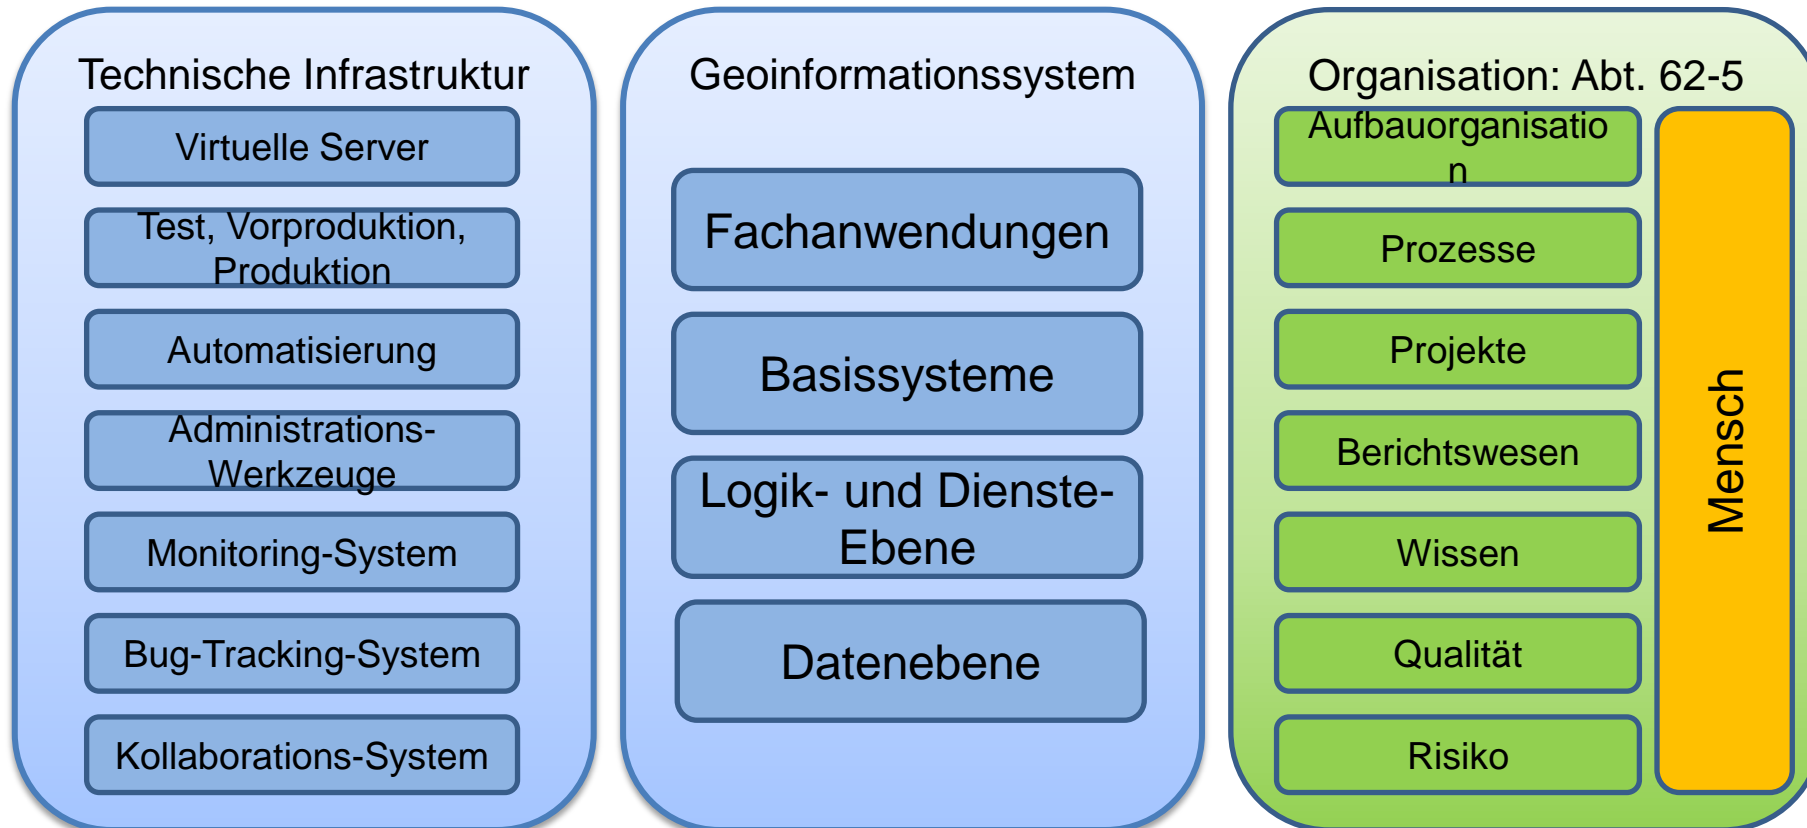 Technische Infrastruktur
Virtuelle Server
Test, Vorproduktion,
Produktion
Automatisierung
Administrations-
Werkzeuge
Monitoring-System
Bug-Tracking-System
Kollaborations-System
Geoinformationssystem
Fachanwendungen
Basissysteme
Logik- und Dienste-
Ebene
Datenebene
Organisation: Abt. 62-5
Aufbauorganisatio
n
Prozesse
Projekte
Berichtswesen
Wissen
Qualität
Risiko
Mensch